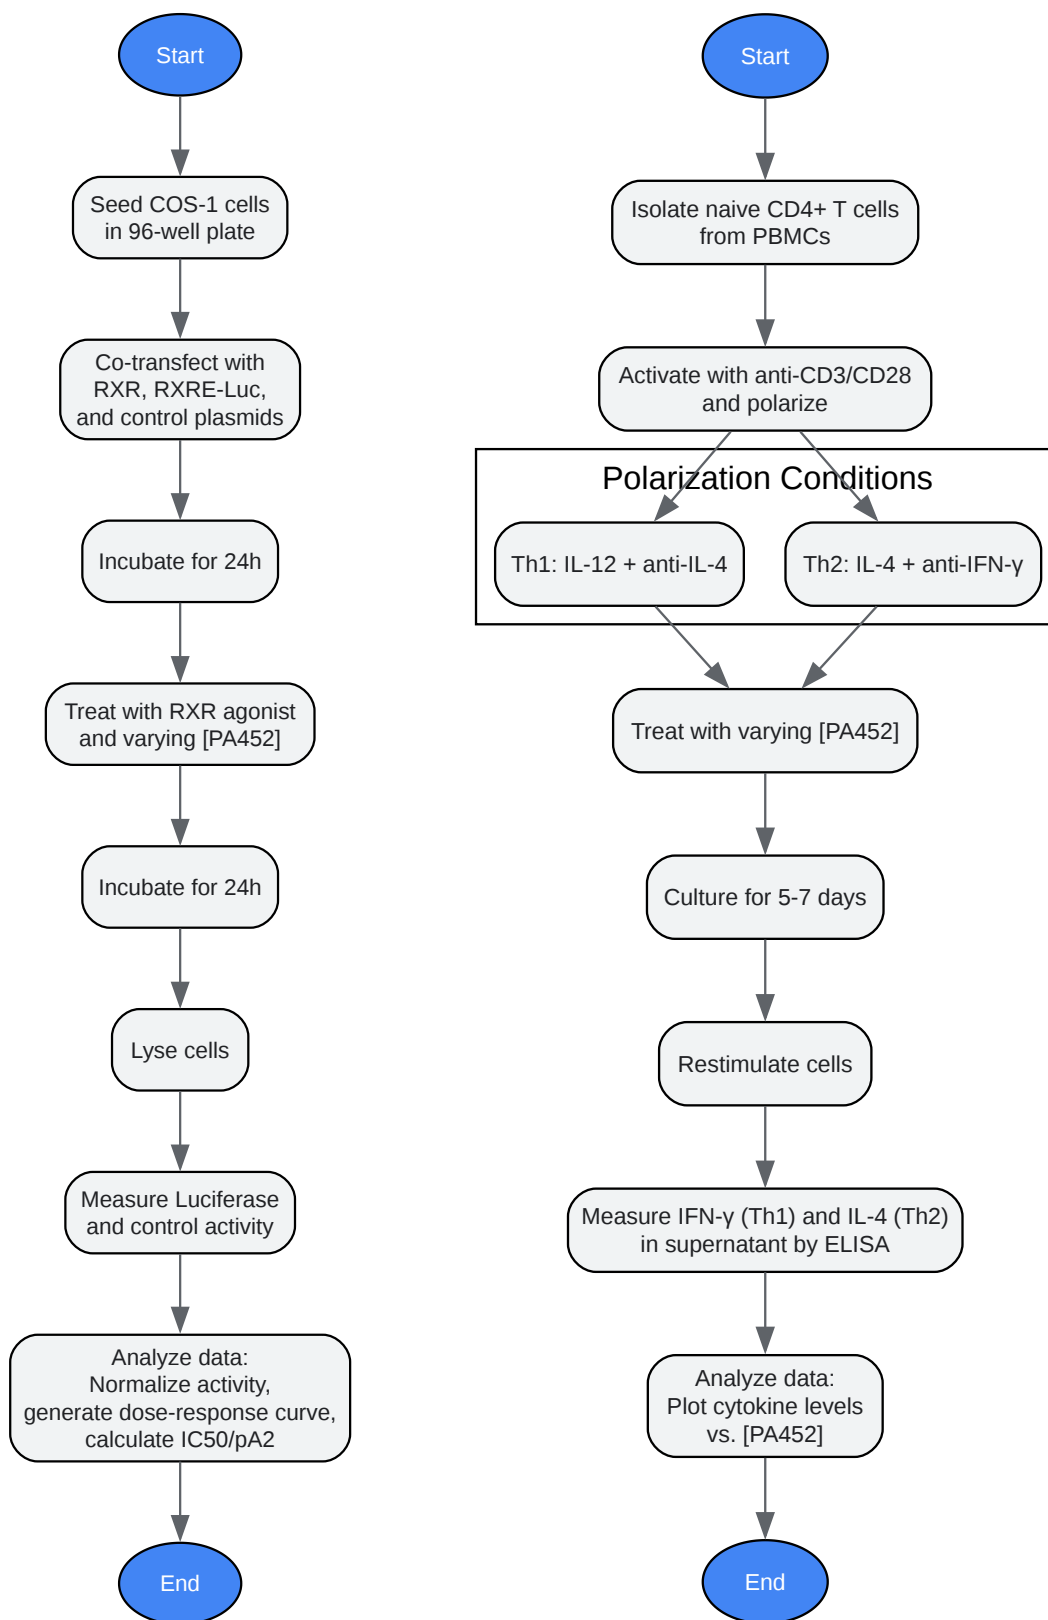 Start
Seed COS-1 cells
in 96-well plate
Co-transfect with
RXR, RXRE-Luc,
and control plasmids
Incubate for 24h
Treat with RXR agonist
and varying [PA452]
Incubate for 24h
Lyse cells
Measure Luciferase
and control activity
Analyze data:
Normalize activity,
generate dose-response curve,
calculate IC50/pA2
End
Start
Isolate naive CD4+ T cells
from PBMCs
Activate with anti-CD3/CD28
and polarize
Polarization Conditions
Th1: IL-12 + anti-IL-4
Th2: IL-4 + anti-IFN-γ
Treat with varying [PA452]
Culture for 5-7 days
Restimulate cells
Measure IFN-γ (Th1) and IL-4 (Th2)
in supernatant by ELISA
Analyze data:
Plot cytokine levels
vs. [PA452]
End